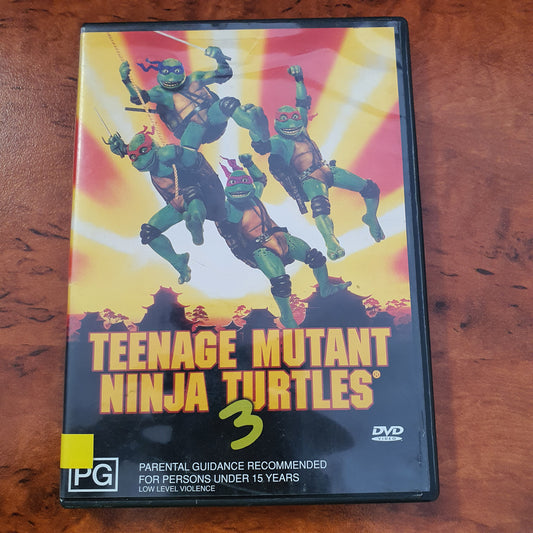 TEENAGE MUTANT
NINJA TURTLES®
3
DVD
VIDEO
PG
PARENTAL GUIDANCE RECOMMENDED
FOR PERSONS UNDER 15 YEARS
LOW LEVEL VIOLENCE